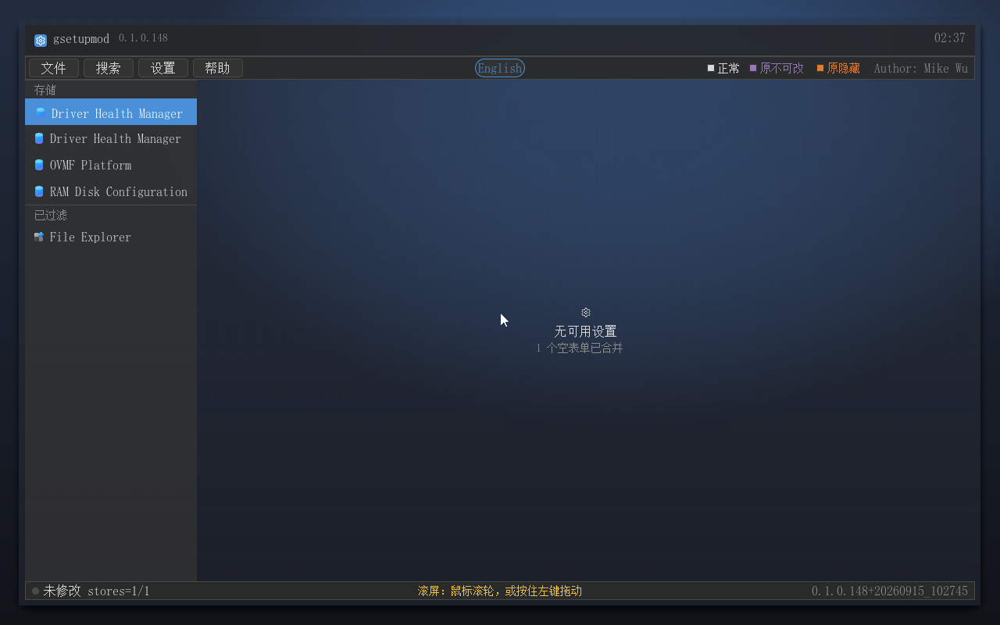 gsetupmod 0.1.0.148 02:37
文件 搜索 设置 帮助 English 正常 原不可改 原隐藏 Author: Mike Wu
存储
Driver Health Manager
Driver Health Manager
OVMF Platform
RAM Disk Configuration
已过滤
File Explorer
无可用设置
1 个空表单已合并
未修改 stores=1/1 滚屏：鼠标滚轮，或按住左键拖动 0.1.0.148+20260915_102745